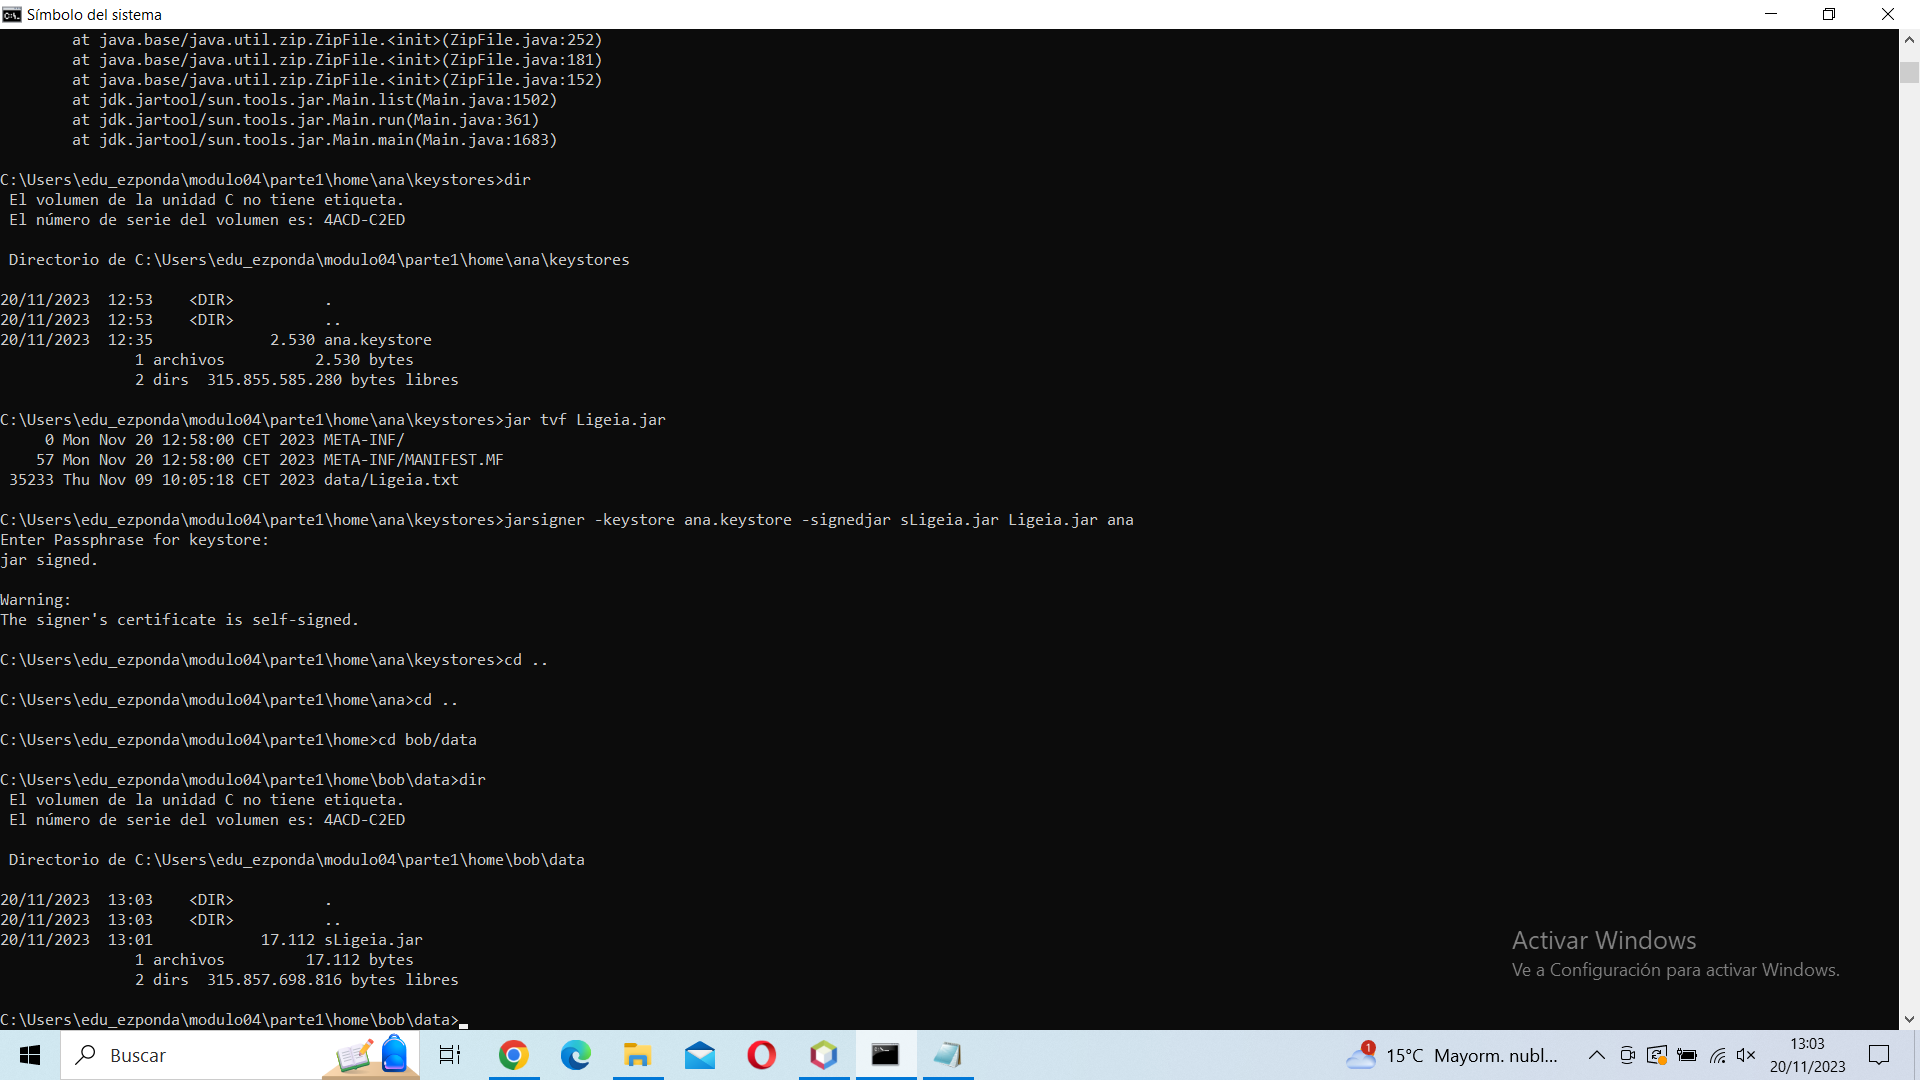 Símbolo del sistema
at java.base/java.util.zip.ZipFile.<init>(ZipFile.java:252)
at java.base/java.util.zip.ZipFile.<init>(ZipFile.java:181)
at java.base/java.util.zip.ZipFile.<init>(ZipFile.java:152)
at jdk.jartool/sun.tools.jar.Main.list(Main.java:1502)
at jdk.jartool/sun.tools.jar.Main.run(Main.java:361)
at jdk.jartool/sun.tools.jar.Main.main(Main.java:1683)
C:\Users\edu_ezponda\modulo04\parte1\home\ana\keystores>dir
El volumen de la unidad C no tiene etiqueta.
El número de serie del volumen es: 4ACD-C2ED
Directorio de C:\Users\edu_ezponda\modulo04\parte1\home\ana\keystores
20/11/2023  12:53    <DIR>          .
20/11/2023  12:53    <DIR>          ..
20/11/2023  12:35             2.530 ana.keystore
1 archivos          2.530 bytes
2 dirs  315.855.585.280 bytes libres
C:\Users\edu_ezponda\modulo04\parte1\home\ana\keystores>jar tvf Ligeia.jar
0 Mon Nov 20 12:58:00 CET 2023 META-INF/
57 Mon Nov 20 12:58:00 CET 2023 META-INF/MANIFEST.MF
35233 Thu Nov 09 10:05:18 CET 2023 data/Ligeia.txt
C:\Users\edu_ezponda\modulo04\parte1\home\ana\keystores>jarsigner -keystore ana.keystore -signedjar sLigeia.jar Ligeia.jar ana
Enter Passphrase for keystore:
jar signed.
Warning:
The signer's certificate is self-signed.
C:\Users\edu_ezponda\modulo04\parte1\home\ana\keystores>cd ..
C:\Users\edu_ezponda\modulo04\parte1\home\ana>cd ..
C:\Users\edu_ezponda\modulo04\parte1\home>cd bob/data
C:\Users\edu_ezponda\modulo04\parte1\home\bob\data>dir
El volumen de la unidad C no tiene etiqueta.
El número de serie del volumen es: 4ACD-C2ED
Directorio de C:\Users\edu_ezponda\modulo04\parte1\home\bob\data
20/11/2023  13:03    <DIR>          .
20/11/2023  13:03    <DIR>          ..
20/11/2023  13:01            17.112 sLigeia.jar
1 archivos         17.112 bytes
2 dirs  315.857.698.816 bytes libres
C:\Users\edu_ezponda\modulo04\parte1\home\bob\data>
Activar Windows
Ve a Configuración para activar Windows.
Buscar
1
15°C Mayorm. nubl...
13:03
20/11/2023